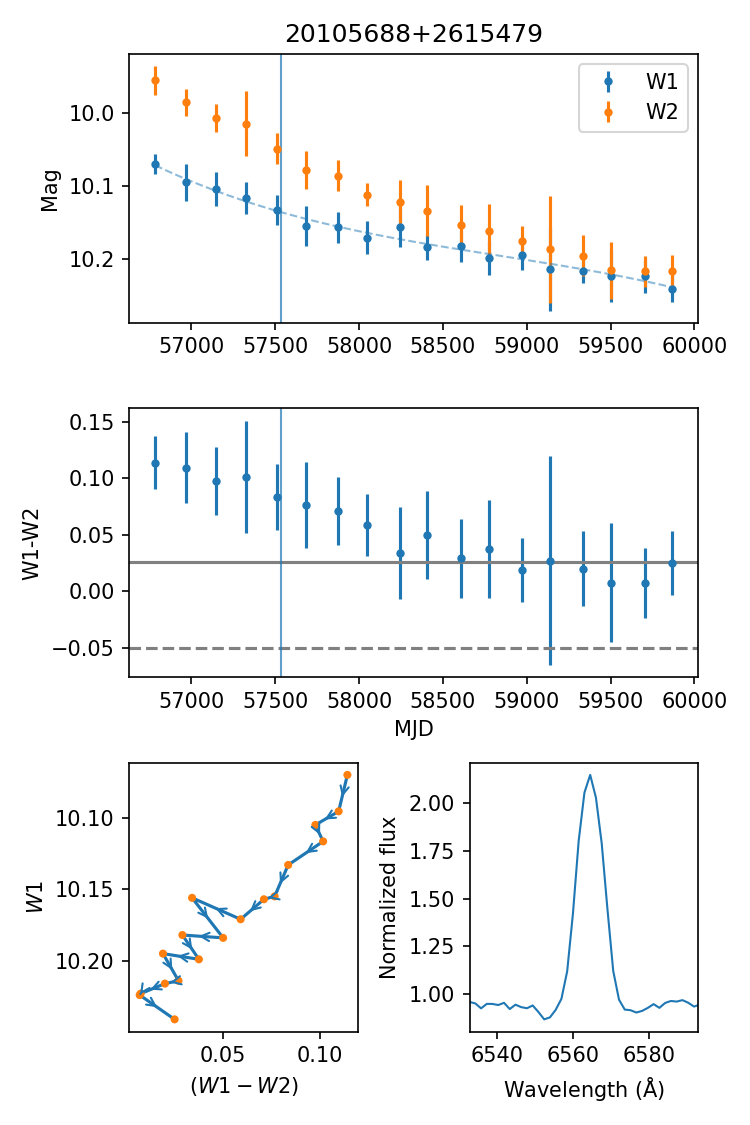 20105688+2615479
Mag
10.0
10.1
10.2
W1
W2
57000 57500 58000 58500 59000 59500 60000
W1-W2
0.15
0.10
0.05
0.00
−0.05
57000 57500 58000 58500 59000 59500 60000
MJD
W1
10.10
10.15
10.20
0.05 0.10
(W1 − W2)
Normalized flux
2.00
1.75
1.50
1.25
1.00
6540 6560 6580
Wavelength (Å)